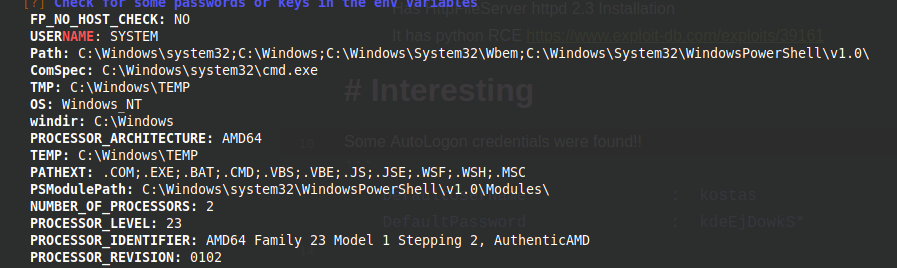 [?] Check for some passwords or keys in the env variables
Has HttpFileServer httpd 2.3 Installation
FP_NO_HOST_CHECK: NO
USERNAME: SYSTEM
It has python RCE https://www.exploit-db.com/exploits/39161
Path: C:\Windows\system32;C:\Windows;C:\Windows\System32\Wbem;C:\Windows\System32\WindowsPowerShell\v1.0\
ComSpec: C:\Windows\system32\cmd.exe
TMP: C:\Windows\TEMP
# Interesting
OS: Windows_NT
windir: C:\Windows
PROCESSOR_ARCHITECTURE: AMD64
Some AutoLogon credentials were found!!
TEMP: C:\Windows\TEMP
PATHEXT: .COM;.EXE;.BAT;.CMD;.VBS;.VBE;.JS;.JSE;.WSF;.WSH;.MSC
PSModulePath: C:\Windows\system32\WindowsPowerShell\v1.0\Modules\
DefaultUserName : kostas
NUMBER_OF_PROCESSORS: 2
PROCESSOR_LEVEL: 23
DefaultPassword : kdeEjDowkS*
PROCESSOR_IDENTIFIER: AMD64 Family 23 Model 1 Stepping 2, AuthenticAMD
PROCESSOR_REVISION: 0102